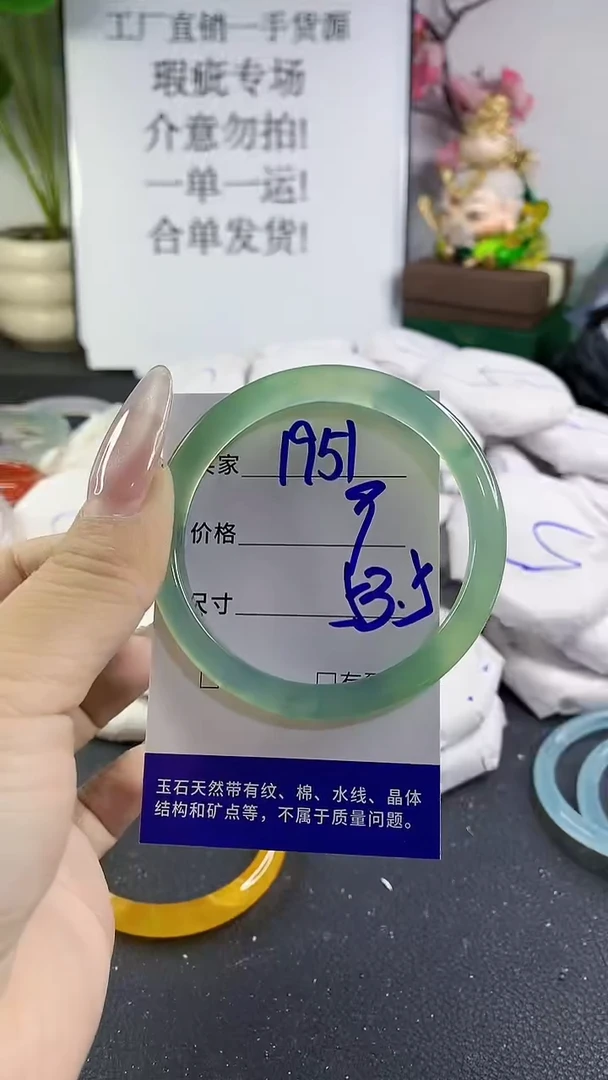 工厂直销一手货源
瑕疵专场
介意勿拍!
一单一运!
合单发货!
家 1951
价格
尺寸 53.5
玉石天然带有纹、棉、水线、晶体
结构和矿点等，不属于质量问题。